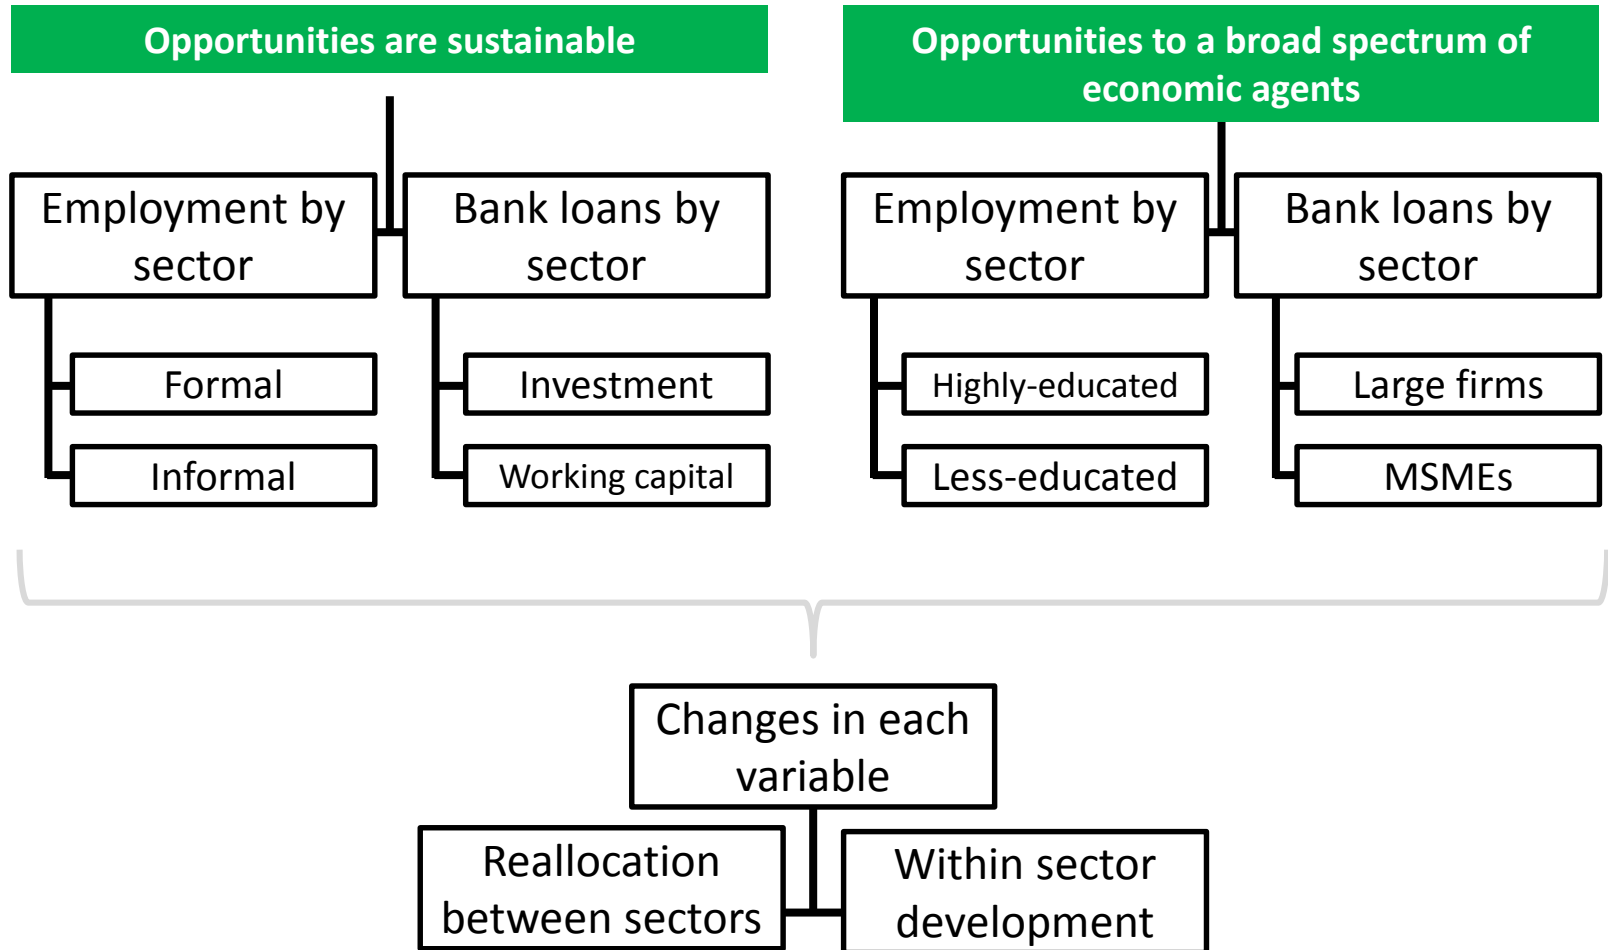 Opportunities are sustainable
Opportunities to a broad spectrum of
economic agents
Employment by
sector
Bank loans by
sector
Employment by
sector
Bank loans by
sector
Formal
Investment
Highly-educated
Large firms
Informal
Working capital
Less-educated
MSMEs
Changes in each
variable
Reallocation
between sectors
Within sector
development